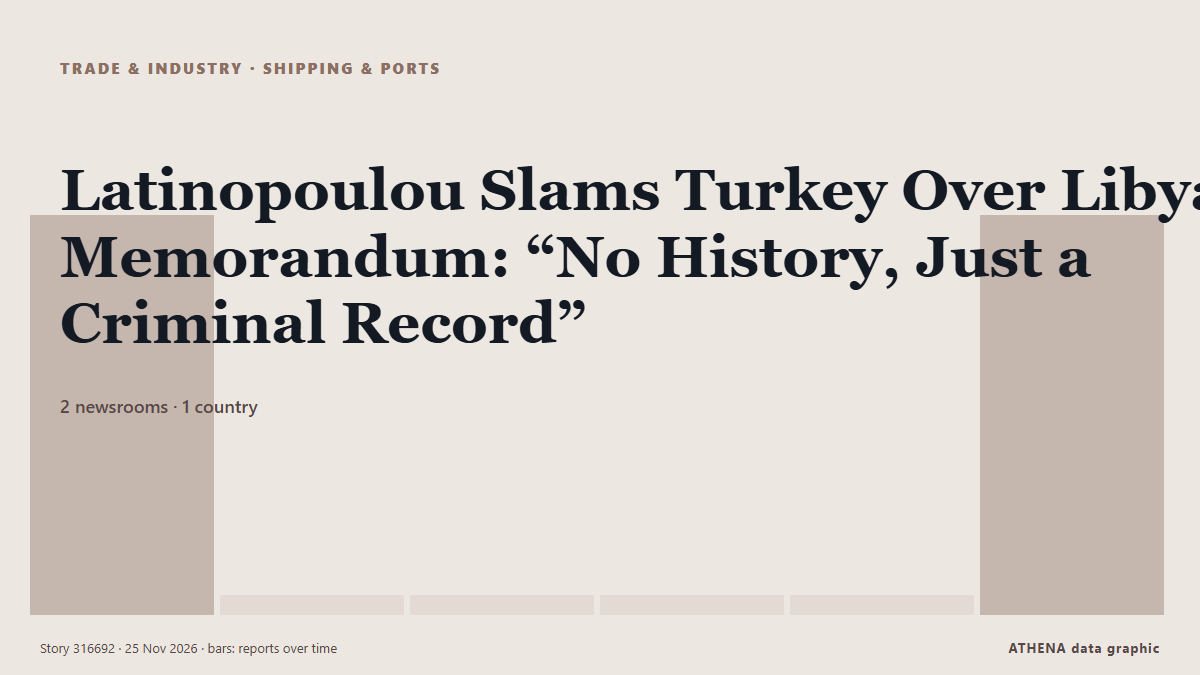 TRADE & INDUSTRY · SHIPPING & PORTS
Latinopoulou Slams Turkey Over Libya
Memorandum: “No History, Just a
Criminal Record”
2 newsrooms · 1 country
Story 316692 · 25 Nov 2026 · bars: reports over time
ATHENA data graphic